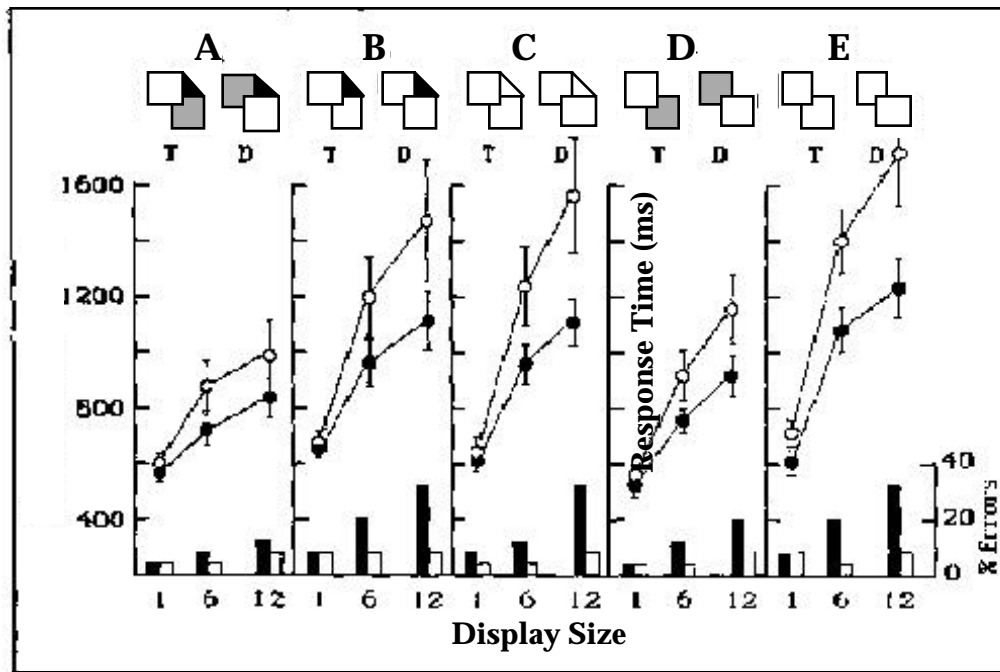 A B C D E
T D T D T D T D T D
1600
1200
800
400
Response Time (ms)
40
20
0
% Errors
1 6 12 1 6 12 1 6 12 1 6 12 1 6 12
Display Size